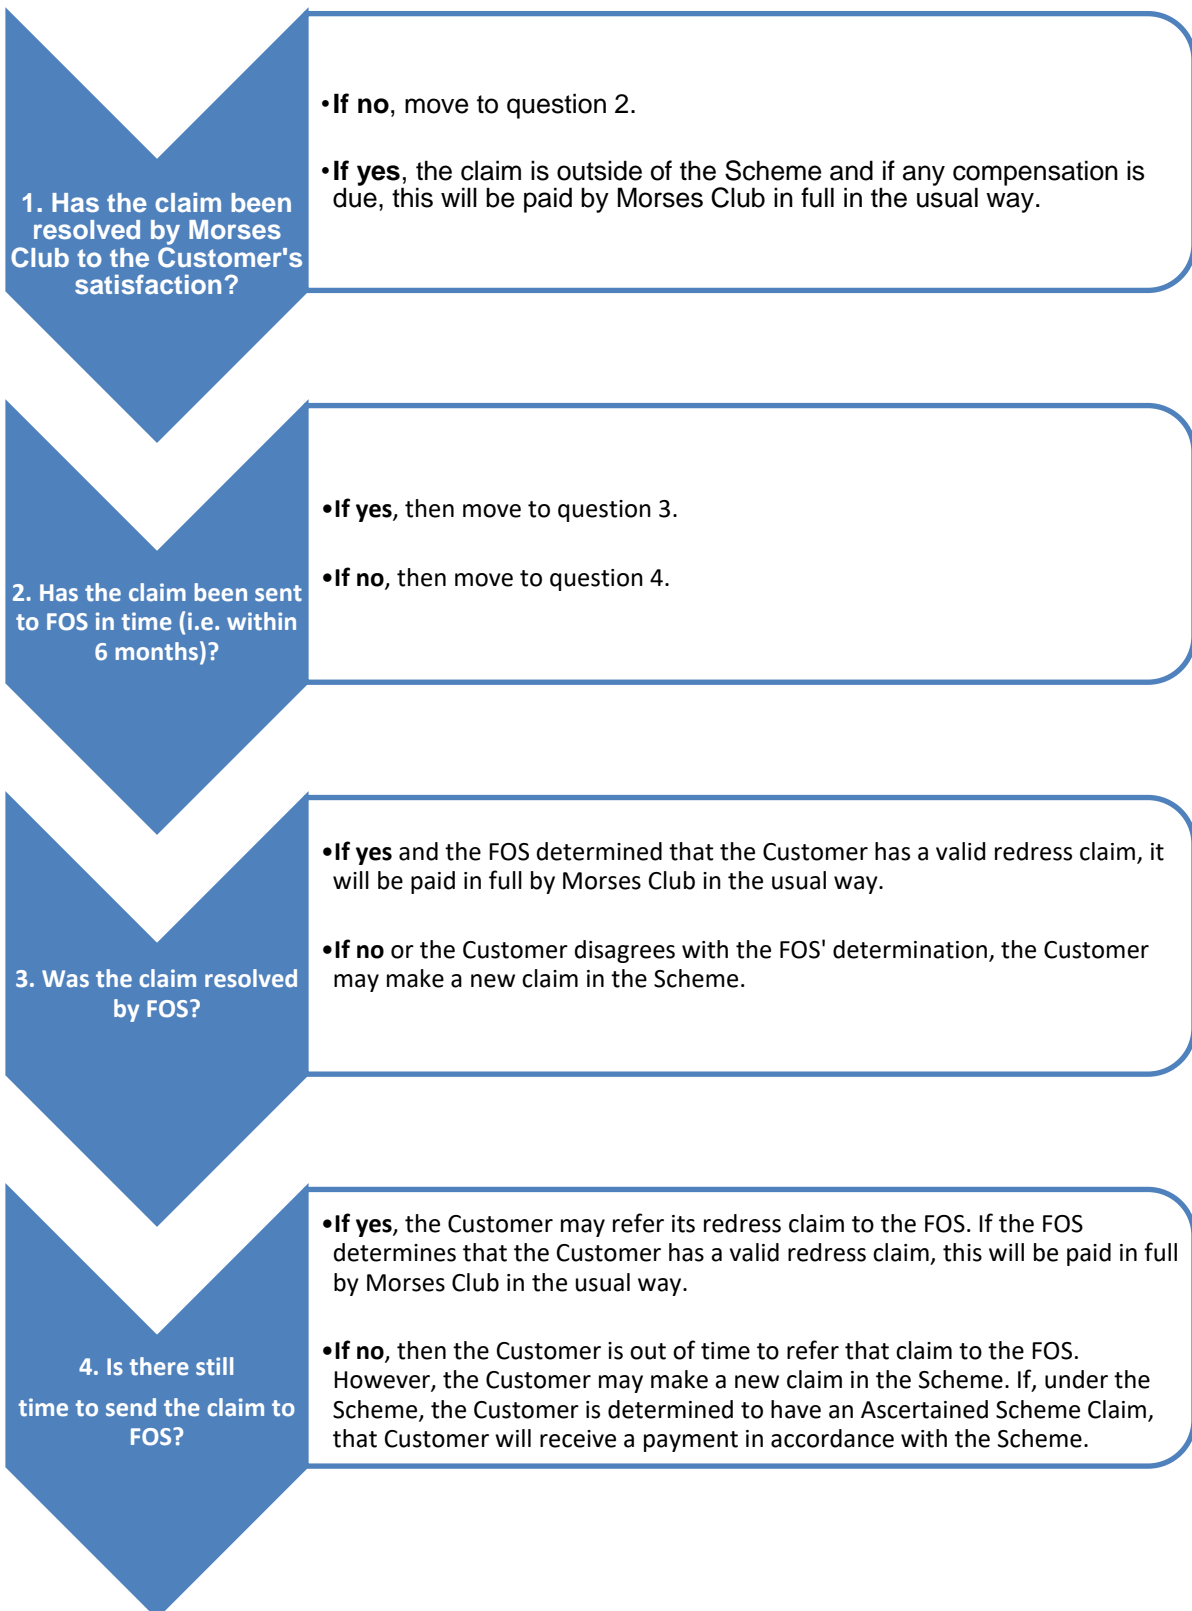 1. Has the claim been
resolved by Morses
Club to the Customer's
satisfaction?
•If no, move to question 2.
•If yes, the claim is outside of the Scheme and if any compensation is
due, this will be paid by Morses Club in full in the usual way.
2. Has the claim been sent
to FOS in time (i.e. within
6 months)?
•If yes, then move to question 3.
•If no, then move to question 4.
3. Was the claim resolved
by FOS?
•If yes and the FOS determined that the Customer has a valid redress claim, it
will be paid in full by Morses Club in the usual way.
•If no or the Customer disagrees with the FOS' determination, the Customer
may make a new claim in the Scheme.
4. Is there still
time to send the claim to
FOS?
•If yes, the Customer may refer its redress claim to the FOS. If the FOS
determines that the Customer has a valid redress claim, this will be paid in full
by Morses Club in the usual way.
•If no, then the Customer is out of time to refer that claim to the FOS.
However, the Customer may make a new claim in the Scheme. If, under the
Scheme, the Customer is determined to have an Ascertained Scheme Claim,
that Customer will receive a payment in accordance with the Scheme.